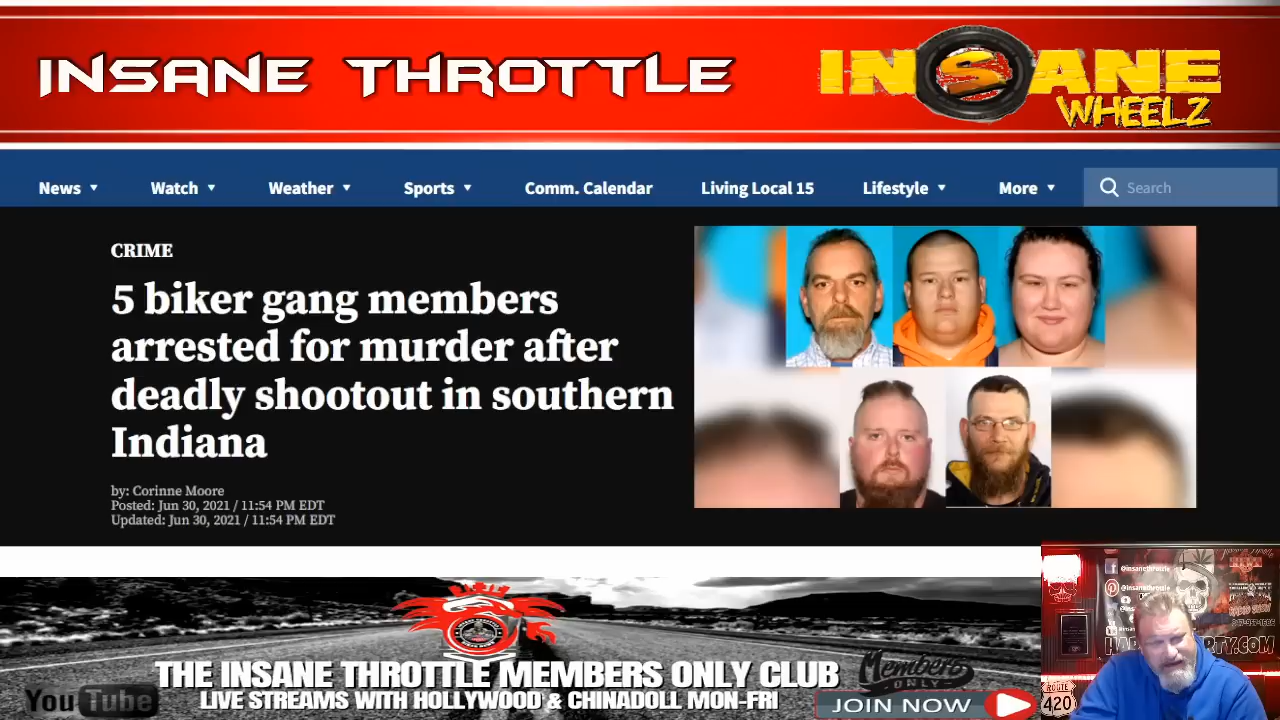 INSANE THROTTLE
INSANE
WHEELZ
News
Watch
Weather
Sports
Comm. Calendar
Living Local 15
Lifestyle
More
Search
CRIME
5 biker gang members
arrested for murder after
deadly shootout in southern
Indiana
by: Corinne Moore
Posted: Jun 30, 2021 / 11:54 PM EDT
Updated: Jun 30, 2021 / 11:54 PM EDT
THE INSANE THROTTLE MEMBERS ONLY CLUB
LIVE STREAMS WITH HOLLYWOOD & CHINADOLL MON-FRI
YouTube
Members
ONLY
JOIN NOW
@insanethrottle
ROUTE
420